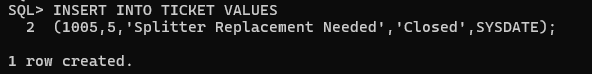 SQL> INSERT INTO TICKET VALUES
2 (1005,5,'Splitter Replacement Needed','Closed',SYSDATE);
1 row created.